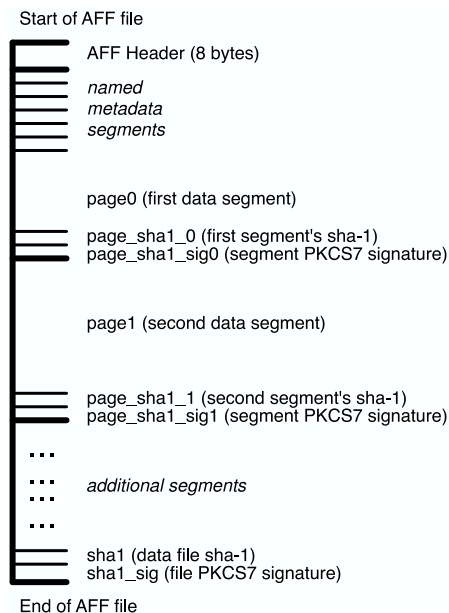 Start of AFF file
AFF Header (8 bytes)
named
metadata
segments
page0 (first data segment)
page_sha1_0 (first segment's sha-1)
page_sha1_sig0 (segment PKCS7 signature)
page1 (second data segment)
page_sha1_1 (second segment's sha-1)
page_sha1_sig1 (segment PKCS7 signature)
...
...
additional segments
...
...
sha1 (data file sha-1)
sha1_sig (file PKCS7 signature)
End of AFF file